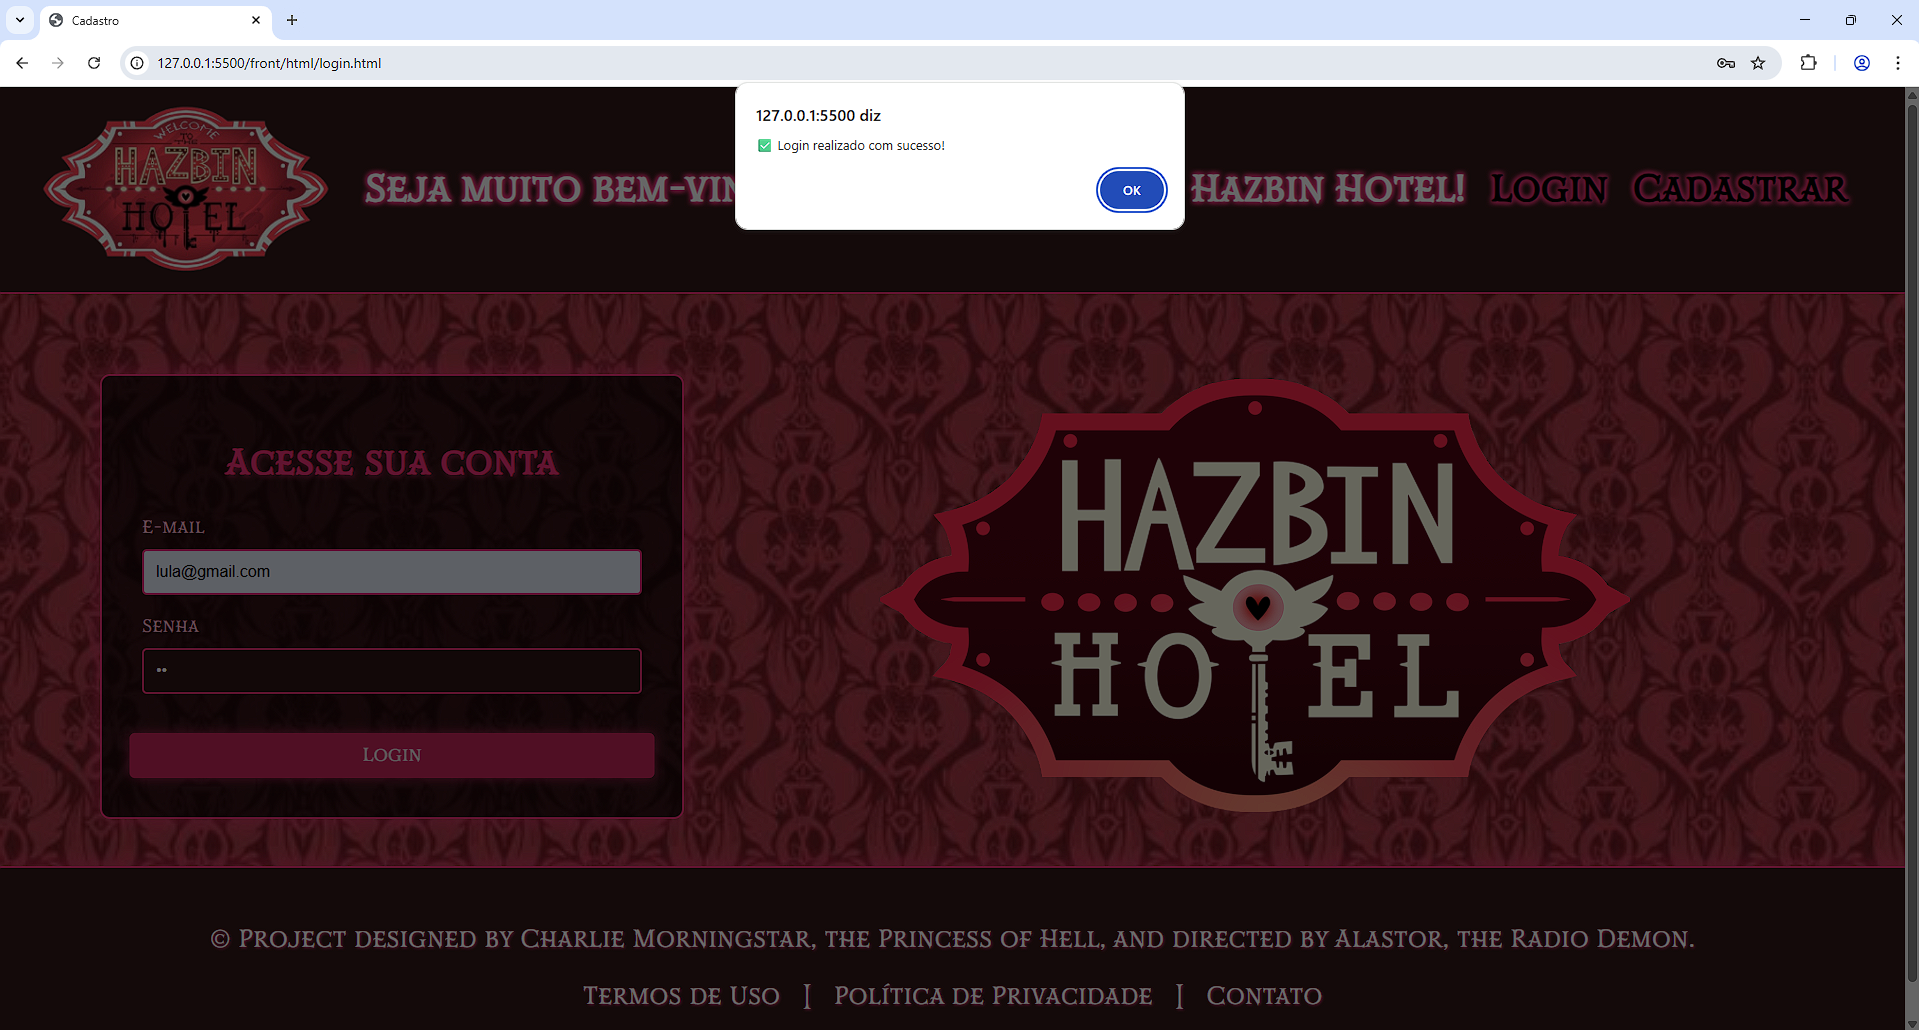 Cadastro
127.0.0.1:5500/front/html/login.html
127.0.0.1:5500 diz
✅ Login realizado com sucesso!
OK
WELCOME
TO THE
HAZBIN
HOTEL
Seja muito bem-vin
Hazbin Hotel!
Login
Cadastrar
Acesse sua conta
E-mail
lula@gmail.com
Senha
••
Login
HAZBIN
HOTEL
© Project designed by Charlie Morningstar, the Princess of Hell, and directed by Alastor, the Radio Demon.
Termos de Uso | Política de Privacidade | Contato